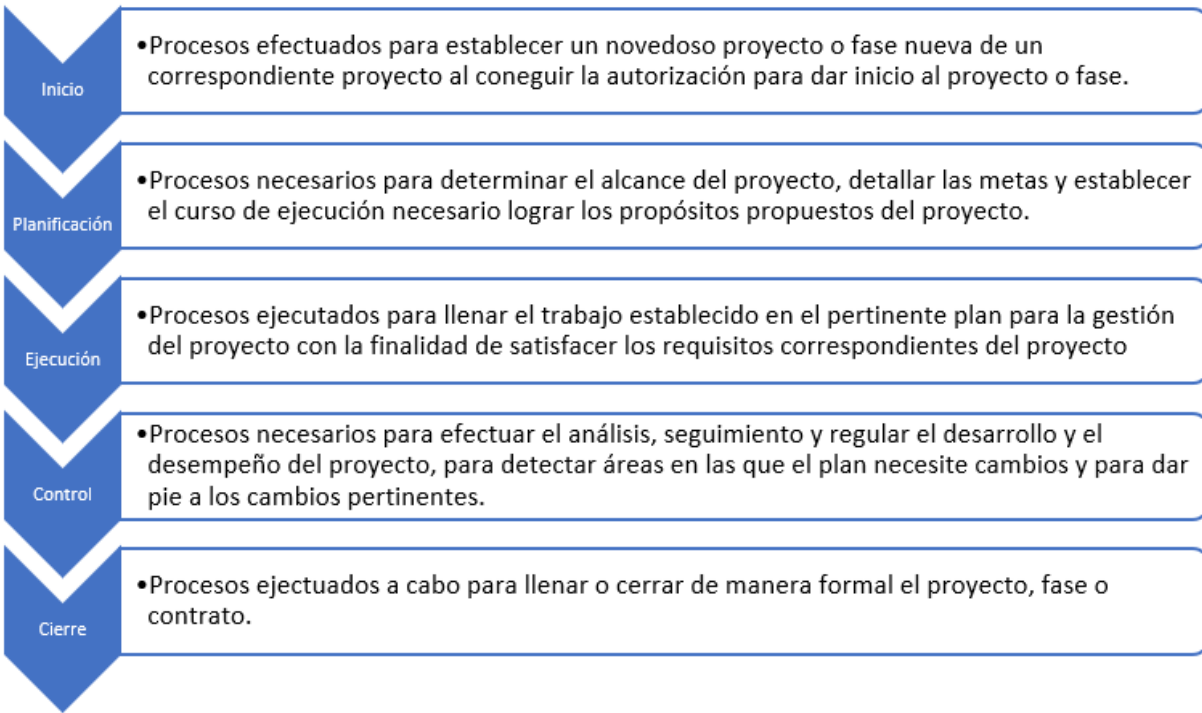 Inicio
•Procesos efectuados para establecer un novedoso proyecto o fase nueva de un
correspondiente proyecto al coneguir la autorización para dar inicio al proyecto o fase.
Planificación
•Procesos necesarios para determinar el alcance del proyecto, detallar las metas y establecer
el curso de ejecución necesario lograr los propósitos propuestos del proyecto.
Ejecución
•Procesos ejecutados para llenar el trabajo establecido en el pertinente plan para la gestión
del proyecto con la finalidad de satisfacer los requisitos correspondientes del proyecto
Control
•Procesos necesarios para efectuar el análisis, seguimiento y regular el desarrollo y el
desempeño del proyecto, para detectar áreas en las que el plan necesite cambios y para dar
pie a los cambios pertinentes.
Cierre
•Procesos ejectuados a cabo para llenar o cerrar de manera formal el proyecto, fase o
contrato.